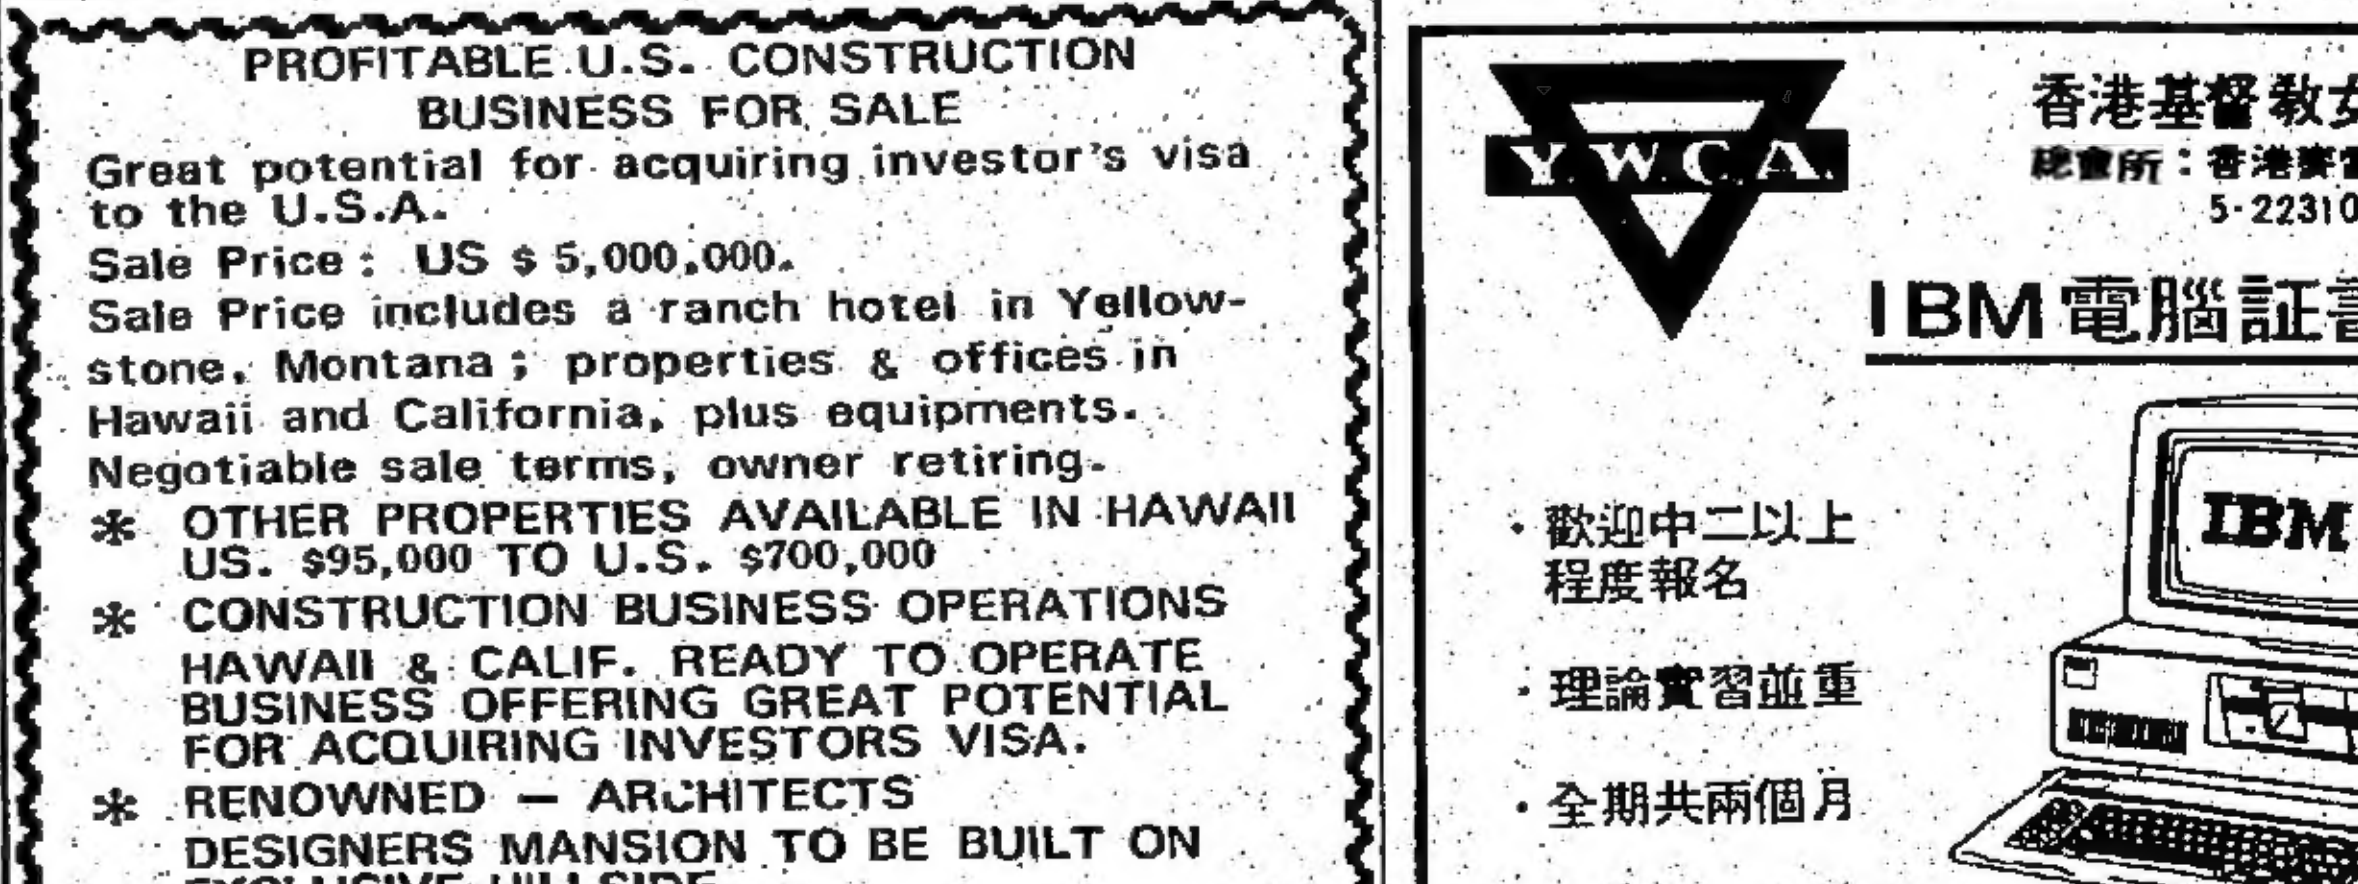 PROFITABLE U.S. CONSTRUCTION
BUSINESS FOR SALE
Great potential for acquiring investor's visa
to the U.S.A.
Sale Price : US $ 5,000,000.
Sale Price includes a ranch hotel in Yellow-
stone, Montana ; properties & offices in
Hawaii and California, plus equipments.
Negotiable sale terms, owner retiring.
* OTHER PROPERTIES AVAILABLE IN HAWAII
US. $95,000 TO U.S. $700,000
* CONSTRUCTION BUSINESS OPERATIONS
HAWAII & CALIF. READY TO OPERATE
BUSINESS OFFERING GREAT POTENTIAL
FOR ACQUIRING INVESTORS VISA.
* RENOWNED — ARCHITECTS
DESIGNERS MANSION TO BE BUILT ON
EXCLUSIVE HILLSIDE
Y.W.C.A.
香港基督教女
總會所：香港
5-22310
IBM電腦証書
IBM
・歡迎中二以上
程度報名
・理論實習並重
・全期共兩個月